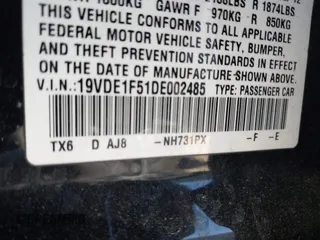 1880KG GAWR F 970KG R 850KG
R 1874LBS
THIS VEHICLE CONFORMS TO ALL APPLICABLE
FEDERAL MOTOR VEHICLE SAFETY, BUMPER,
AND THEFT PREVENTION STANDARDS IN
EFFECT ON THE DATE OF MANUFACTURE
SHOWN ABOVE.
V.I.N.: 19VDE1F51DE002485 TYPE: PASSENGER CAR
TX6 D AJ8 -NH731PX -F -E